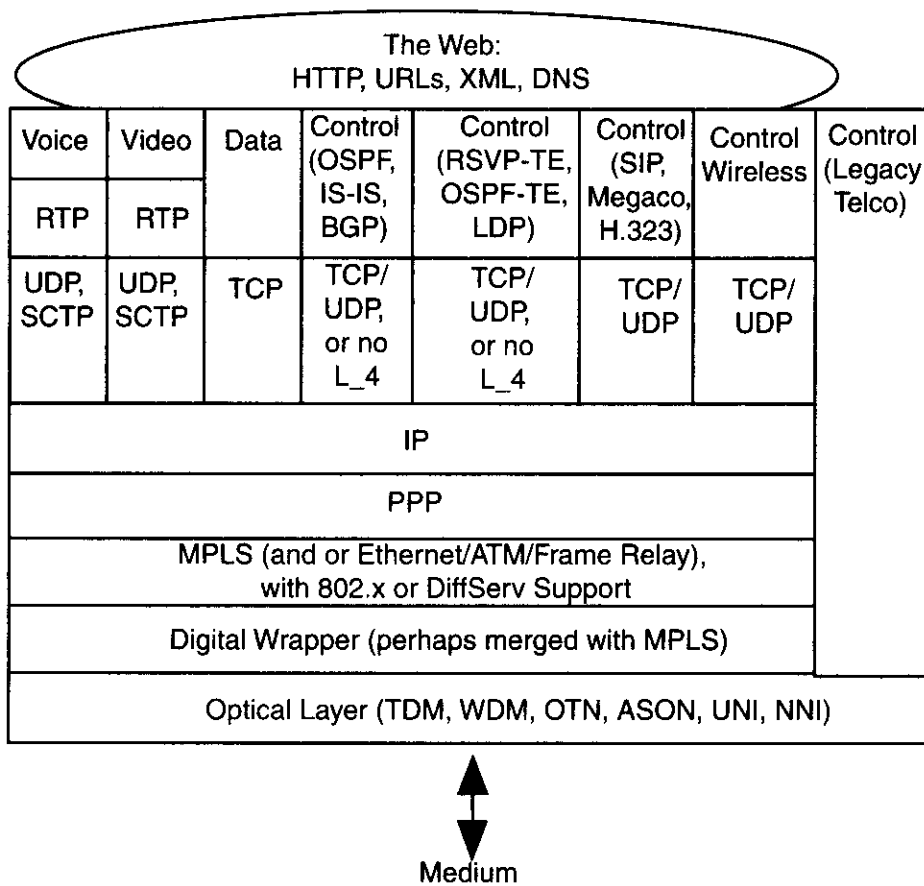 The Web:
HTTP, URLs, XML, DNS
Voice
RTP
UDP,
SCTP
Video
RTP
UDP,
SCTP
Data
TCP
Control
(OSPF,
IS-IS,
BGP)
TCP/
UDP,
or no
L_4
Control
(RSVP-TE,
OSPF-TE,
LDP)
TCP/
UDP,
or no
L_4
Control
(SIP,
Megaco,
H.323)
TCP/
UDP
Control
Wireless
TCP/
UDP
Control
(Legacy
Telco)
IP
PPP
MPLS (and or Ethernet/ATM/Frame Relay),
with 802.x or DiffServ Support
Digital Wrapper (perhaps merged with MPLS)
Optical Layer (TDM, WDM, OTN, ASON, UNI, NNI)
Medium